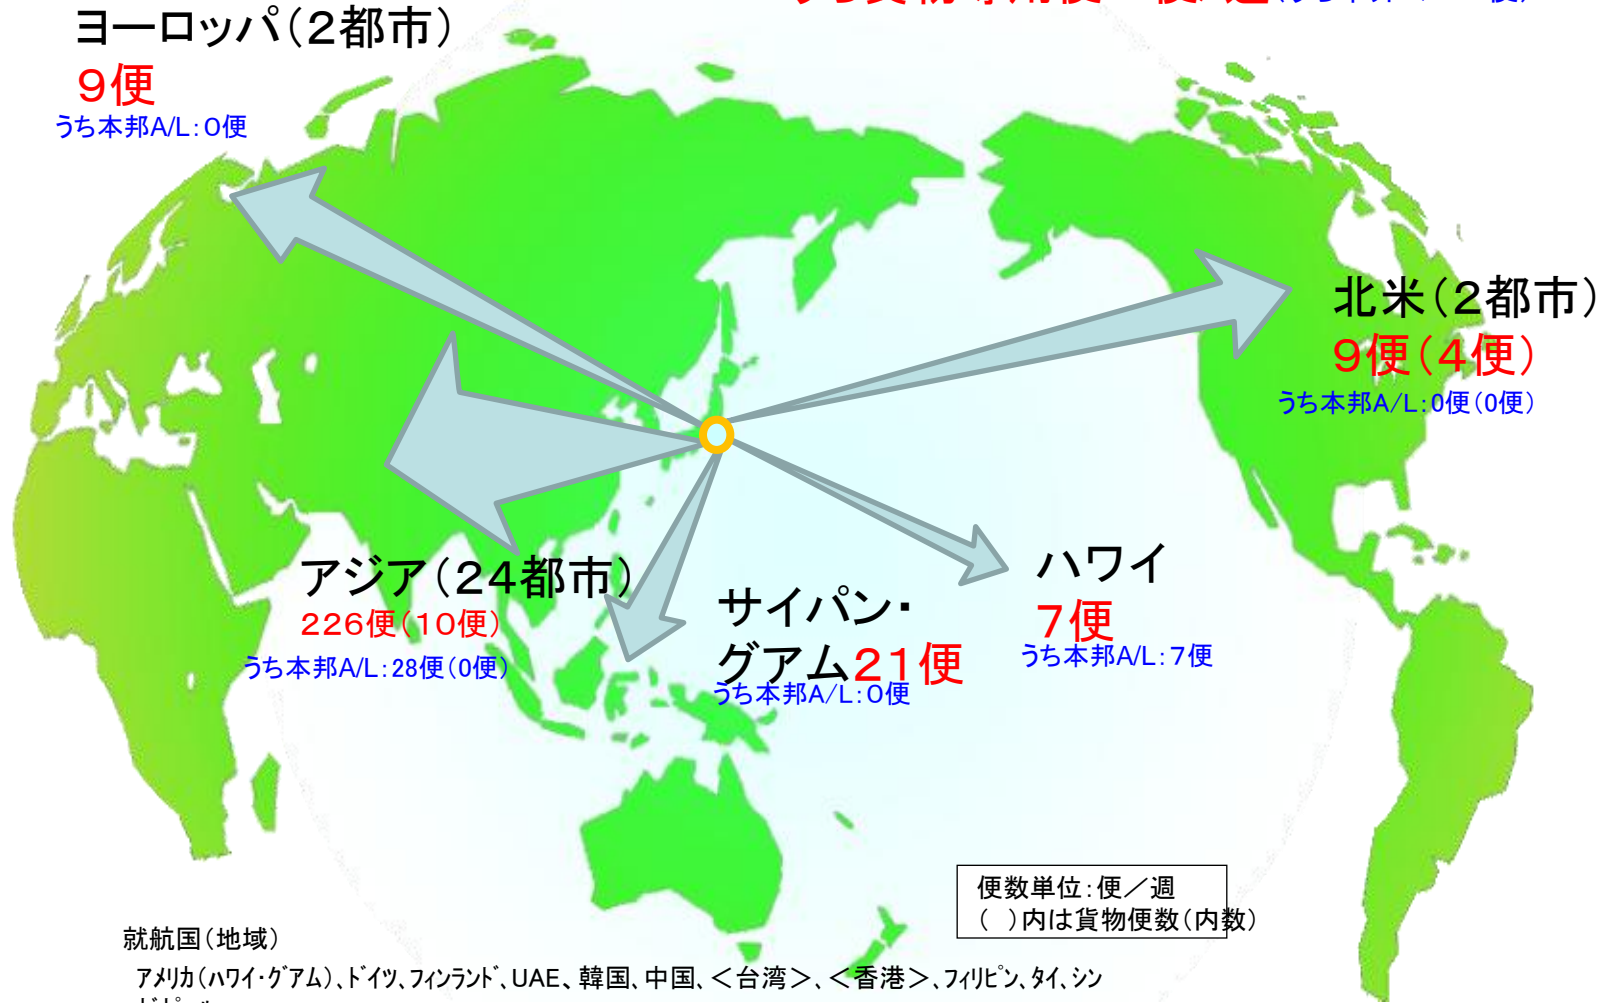 ヨーロッパ（２都市）
９便
うち本邦A/L：０便
北米（２都市）
９便（４便）
うち本邦A/L：０便（０便）
アジア（２４都市）
２２６便（１０便）
うち本邦A/L：28便（０便）
サイパン・
グアム２１便
うち本邦A/L：０便
ハワイ
７便
うち本邦A/L：７便
便数単位：便／週
（　）内は貨物便数（内数）
就航国（地域）
アメリカ（ハワイ・グアム）、ドイツ、フィンランド、UAE、韓国、中国、＜台湾＞、＜香港＞、フィリピン、タイ、シン